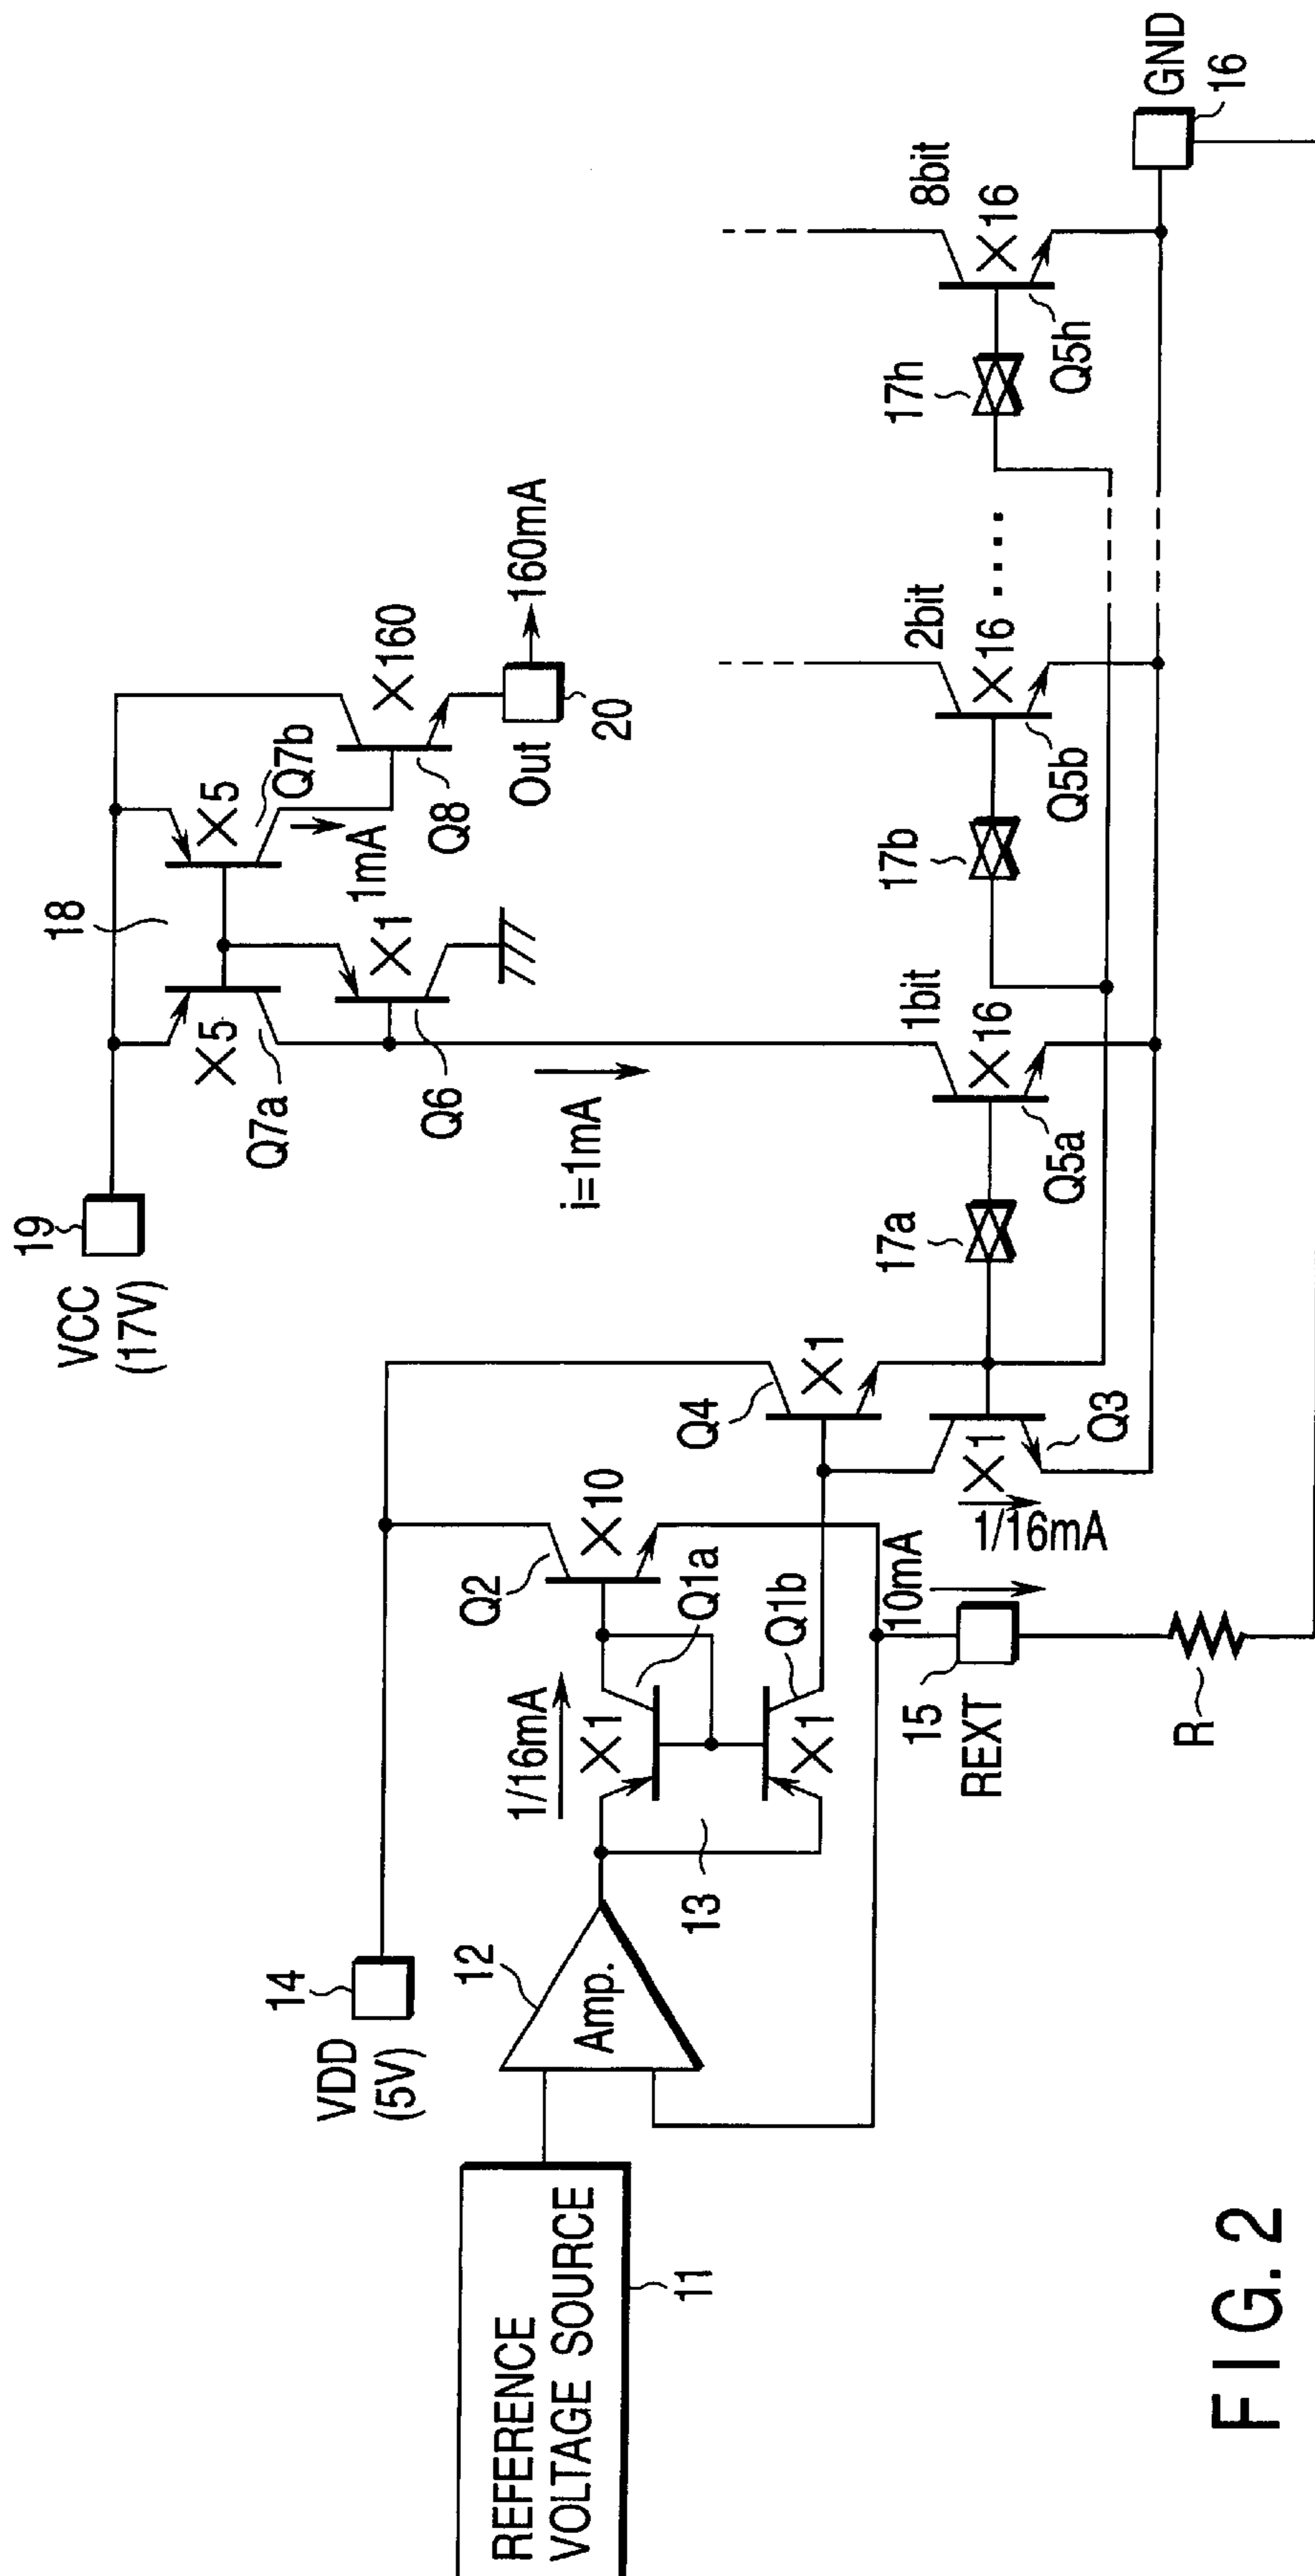 19
VCC
(17V)
18
×5
Q7a
×5
Q7b
×1
Q6
1mA
×160
Q8
Out
20
160mA
i=1mA
14
VDD
(5V)
12
Amp.
REFERENCE
VOLTAGE SOURCE
11
13
1/16mA
×1
Q1a
×1
Q1b
Q2
×10
Q4
×1
10mA
15
REXT
R
×1
Q3
1/16mA
17a
1bit
×16
Q5a
17b
2bit
×16
Q5b
17h
8bit
×16
Q5h
GND
16
FIG. 2